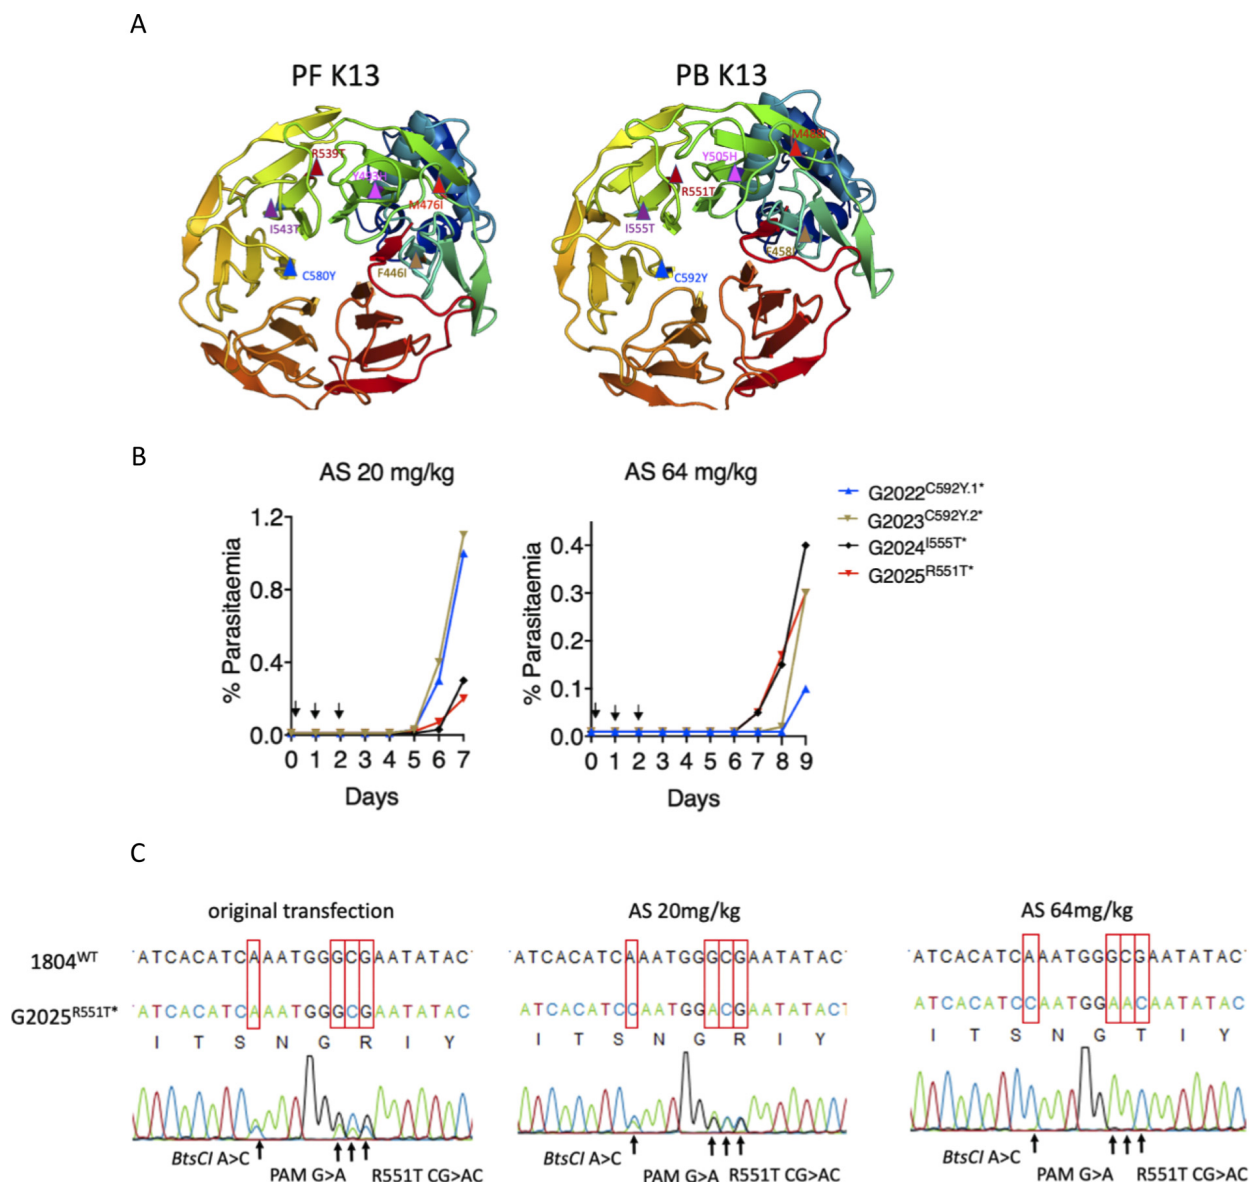 A
PF K13
PB K13
R539T
Y493H
M476I
I543T
F446I
C580Y
M488I
Y505H
R551T
I555T
F458I
C592Y
B
AS 20 mg/kg
AS 64 mg/kg
G2022C592Y.1*
G2023C592Y.2*
G2024I555T*
G2025R551T*
% Parasitaemia
1.2
0.8
0.4
0.0
0 1 2 3 4 5 6 7
Days
% Parasitaemia
0.4
0.3
0.2
0.1
0.0
0 1 2 3 4 5 6 7 8 9
Days
C
original transfection
AS 20mg/kg
AS 64mg/kg
1804WT
ATCACATCAAATGGGCGAATATAC
ATCACATCAAATGGGCGAATATAC
ATCACATCAAATGGGCGAATATAC
G2025R551T*
ATCACATCAAATGGGCGAATATAC
ATCACATCCAATGGACGAATATACT
ATCACATCCAATGGAACAATATAC
I T S N G R I Y
I T S N G R I Y
I T S N G T I Y
BtsCI A>C
PAM G>A
R551T CG>AC
BtsCI A>C
PAM G>A
R551T CG>AC
BtsCI A>C
PAM G>A
R551T CG>AC